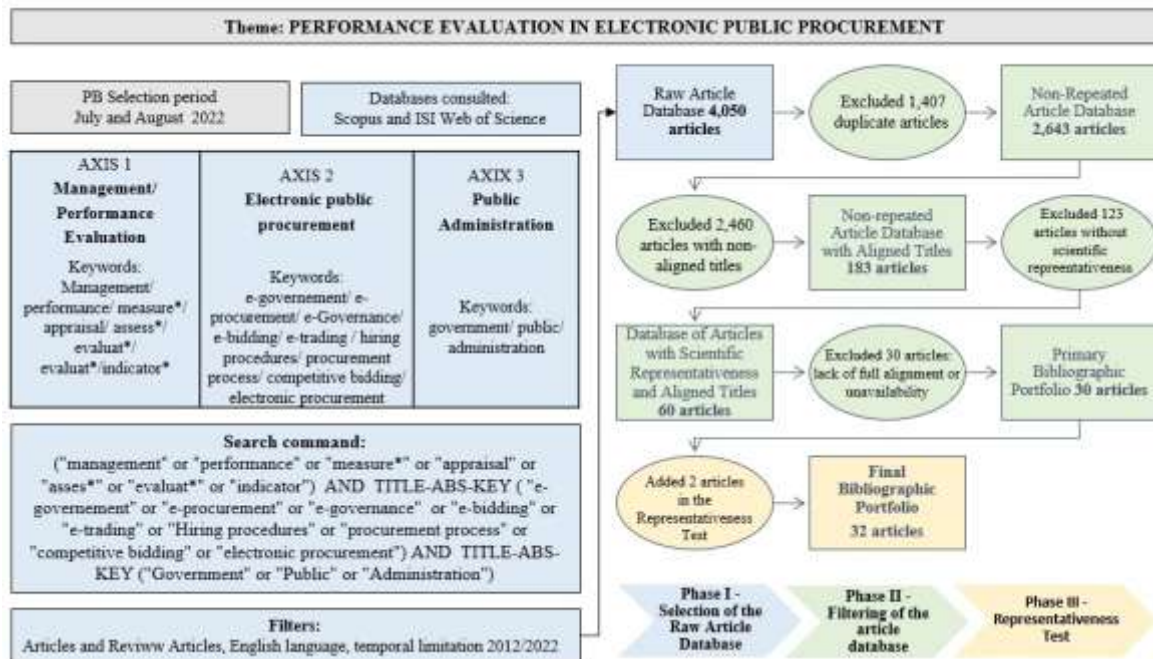 Theme: PERFORMANCE EVALUATION IN ELECTRONIC PUBLIC PROCUREMENT
PB Selection period
July and August 2022
Databases consulted:
Scopus and ISI Web of Science
AXIS 1
Management/
Performance
Evaluation
Keywords:
Management/
performance/ measure*/
appraisal/ assess*/
evaluat*/
evaluat*/indicator*
AXIS 2
Electronic public
procurement
Keywords:
e-governement/ e-
procurement/ e-Governance/
e-bidding/ e-trading / hiring
procedures/ procurement
process/ competitive bidding/
electronic procurement
AXIX 3
Public
Administration
Keywords:
government/ public/
administration
Search command:
("management" or "performance" or "measure*" or "appraisal" or
"asses*" or "evaluat*" or "indicator") AND TITLE-ABS-KEY ( "e-
governement" or "e-procurement" or "e-governance" or "e-bidding" or
"e-trading" or "Hiring procedures" or "procurement process" or
"competitive bidding" or "electronic procurement") AND TITLE-ABS-
KEY ("Government" or "Public" or "Administration")
Filters:
Articles and Reviww Articles, English language, temporal limitation 2012/2022
Raw Article
Database 4,050
articles
Excluded 1,407
duplicate articles
Non-Repeated
Article Database
2,643 articles
Excluded 2,460
articles with non-
aligned titles
Non-repeated
Article Database
with Aligned Titles
183 articles
Excluded 123
articles without
scientific
repreentativeness
Database of Articles
with Scientific
Representativeness
and Aligned Titles
60 articles
Excluded 30 articles:
lack of full alignment or
unavailability
Primary
Bibliographic
Portfolio 30 articles
Added 2 articles
in the
Representativeness
Test
Final
Bibliographic
Portfolio
32 articles
Phase I -
Selection of the
Raw Article
Database
Phase II -
Filtering of the
article
database
Phase III -
Representativeness
Test